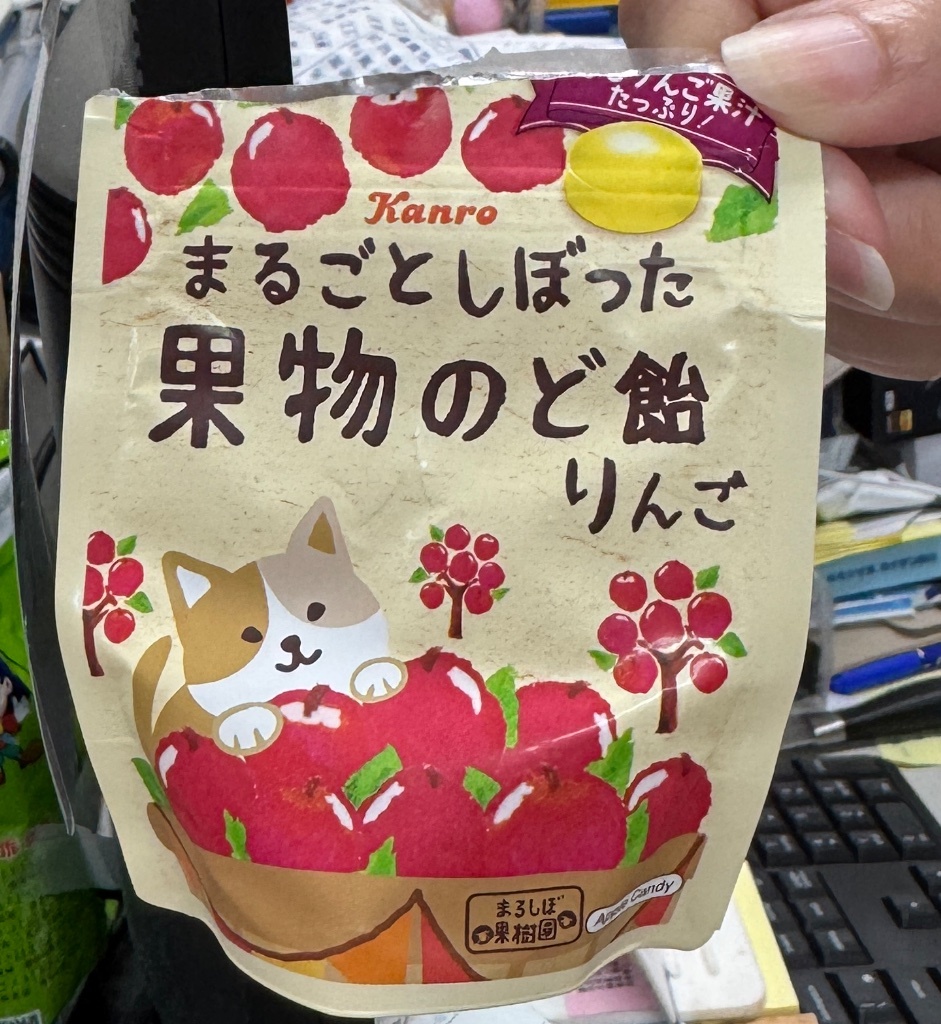 りんご果汁
たっぷり!
Kanro
まるごとしぼった
果物のど飴
りんご
まるしぼ
果樹園
Apple Candy